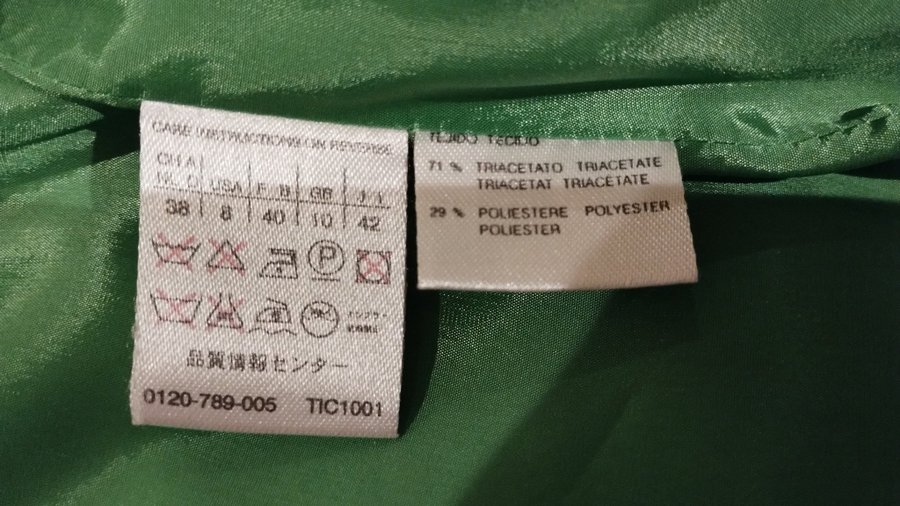 CARE INSTRUCTIONS ON REVERSE
CH A USA F B GB I
NL D
38 8 40 10 42
P
品質情報センター
0120-789-005 TIC1001
TEJIDO TECIDO
71 % TRIACETATO TRIACETATE
TRIACETAT TRIACÉTATE
29 % POLIESTERE POLYESTER
POLIESTER